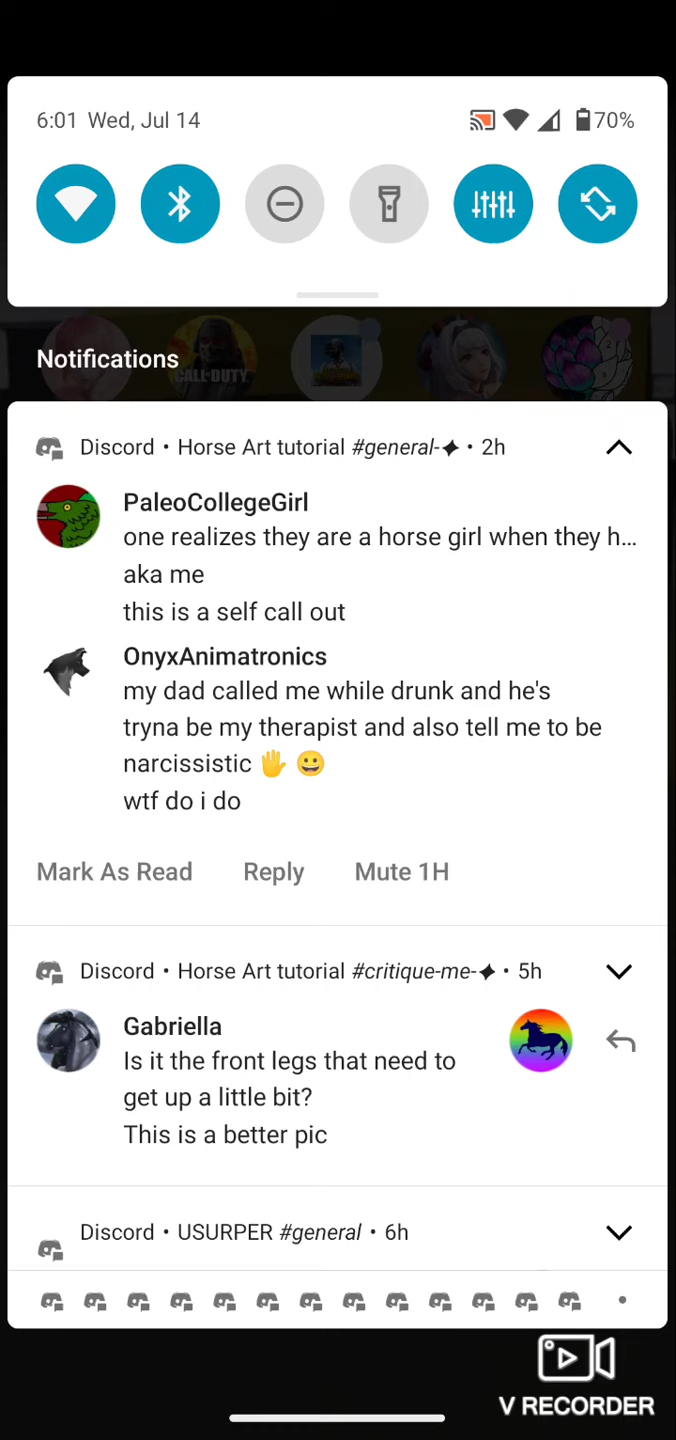 6:01 Wed, Jul 14
70%
CALL·DUTY
Notifications
Discord • Horse Art tutorial #general-✦ • 2h
PaleoCollegeGirl
one realizes they are a horse girl when they h...
aka me
this is a self call out
OnyxAnimatronics
my dad called me while drunk and he's
tryna be my therapist and also tell me to be
narcissistic 🖐 😀
wtf do i do
Mark As Read Reply Mute 1H
Discord • Horse Art tutorial #critique-me-✦ • 5h
Gabriella
Is it the front legs that need to
get up a little bit?
This is a better pic
Discord • USURPER #general • 6h
V RECORDER